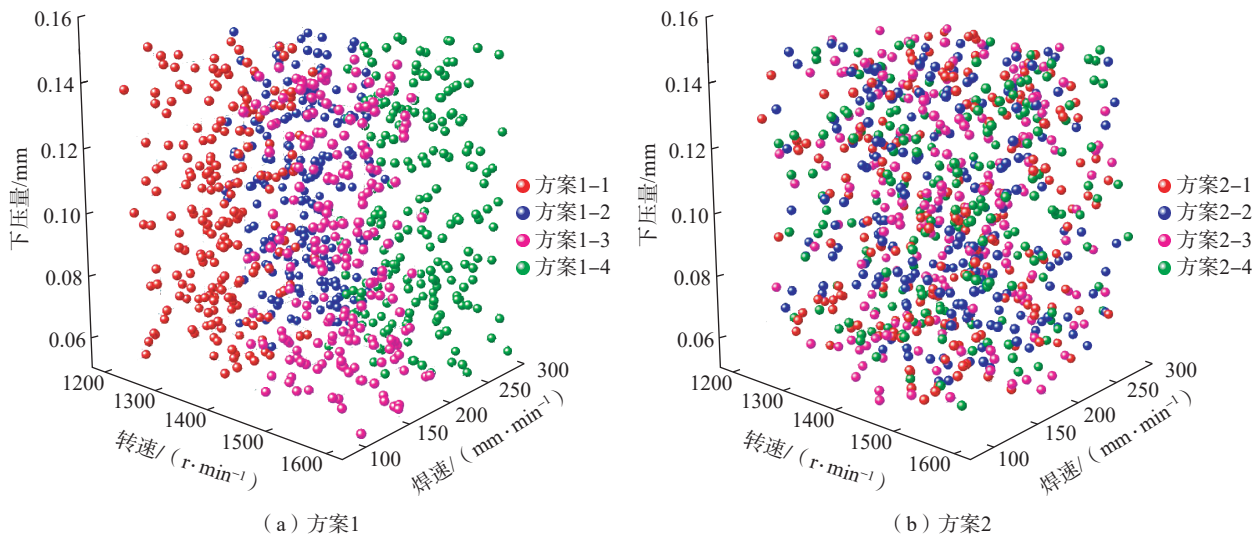 0.16
0.14
0.12
0.10
0.08
0.06
下压量/mm
1200
1300
1400
1500
1600
转速/（r·min⁻¹）
100
150
200
250
300
焊速/（mm·min⁻¹）
方案1–1
方案1–2
方案1–3
方案1–4
（a）方案1
0.16
0.14
0.12
0.10
0.08
0.06
下压量/mm
1200
1300
1400
1500
1600
转速/（r·min⁻¹）
100
150
200
250
300
焊速/（mm·min⁻¹）
方案2–1
方案2–2
方案2–3
方案2–4
（b）方案2